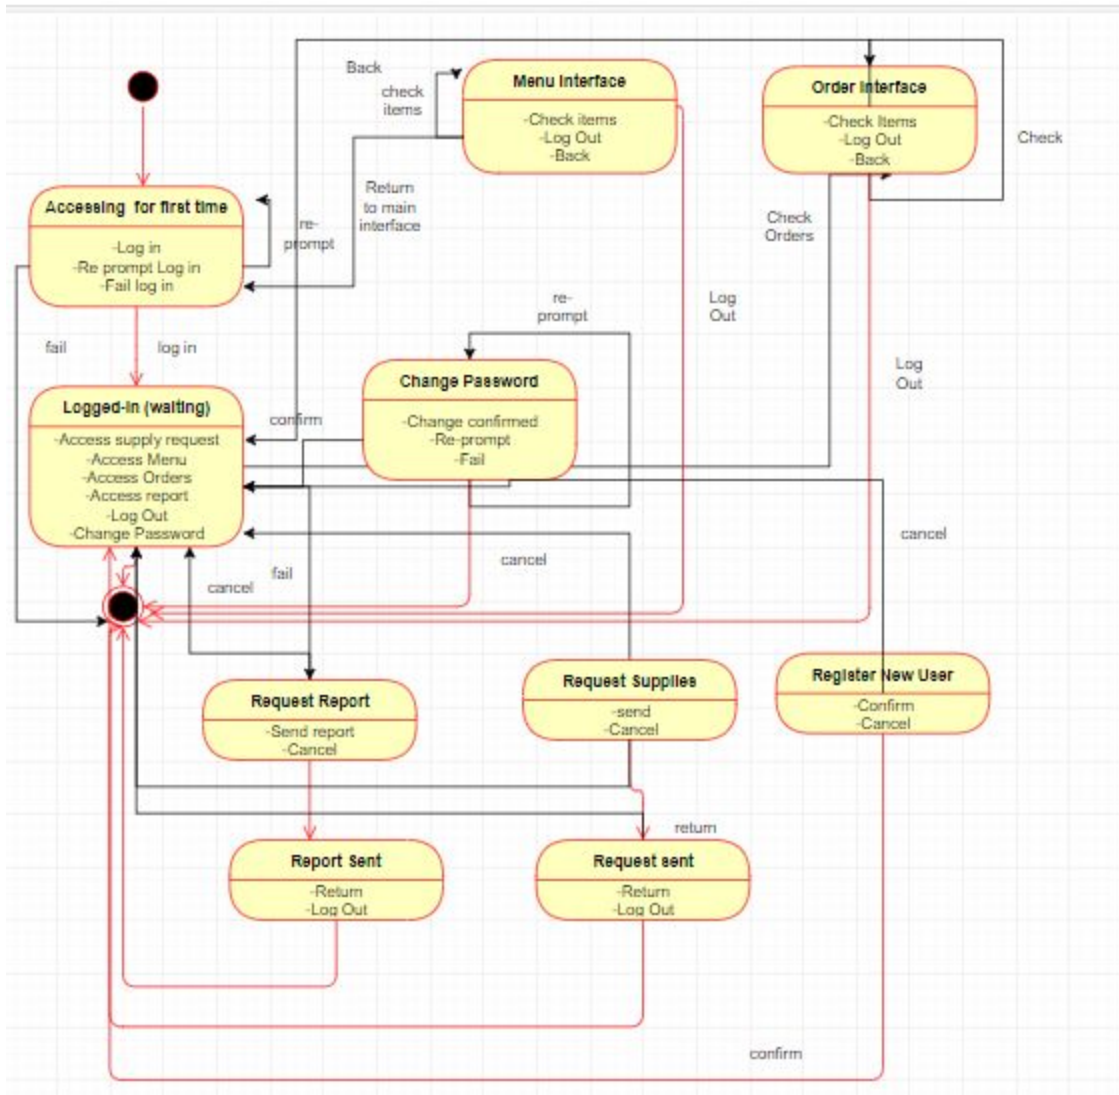 Back
check
items
Menu Interface
-Check items
-Log Out
-Back
Order Interface
-Check Items
-Log Out
-Back
Check
Accessing for first time
-Log in
-Re prompt Log in
-Fail log in
re-
prompt
Return
to main
interface
Check
Orders
Log
Out
re-
prompt
fail
log in
Log
Out
Change Password
-Change confirmed
-Re-prompt
-Fail
Logged-in (waiting)
-Access supply request
-Access Menu
-Access Orders
-Access report
-Log Out
-Change Password
confirm
cancel
cancel
fail
cancel
Request Report
-Send report
-Cancel
Request Supplies
-send
-Cancel
Register New User
-Confirm
-Cancel
return
Report Sent
-Return
-Log Out
Request sent
-Return
-Log Out
confirm